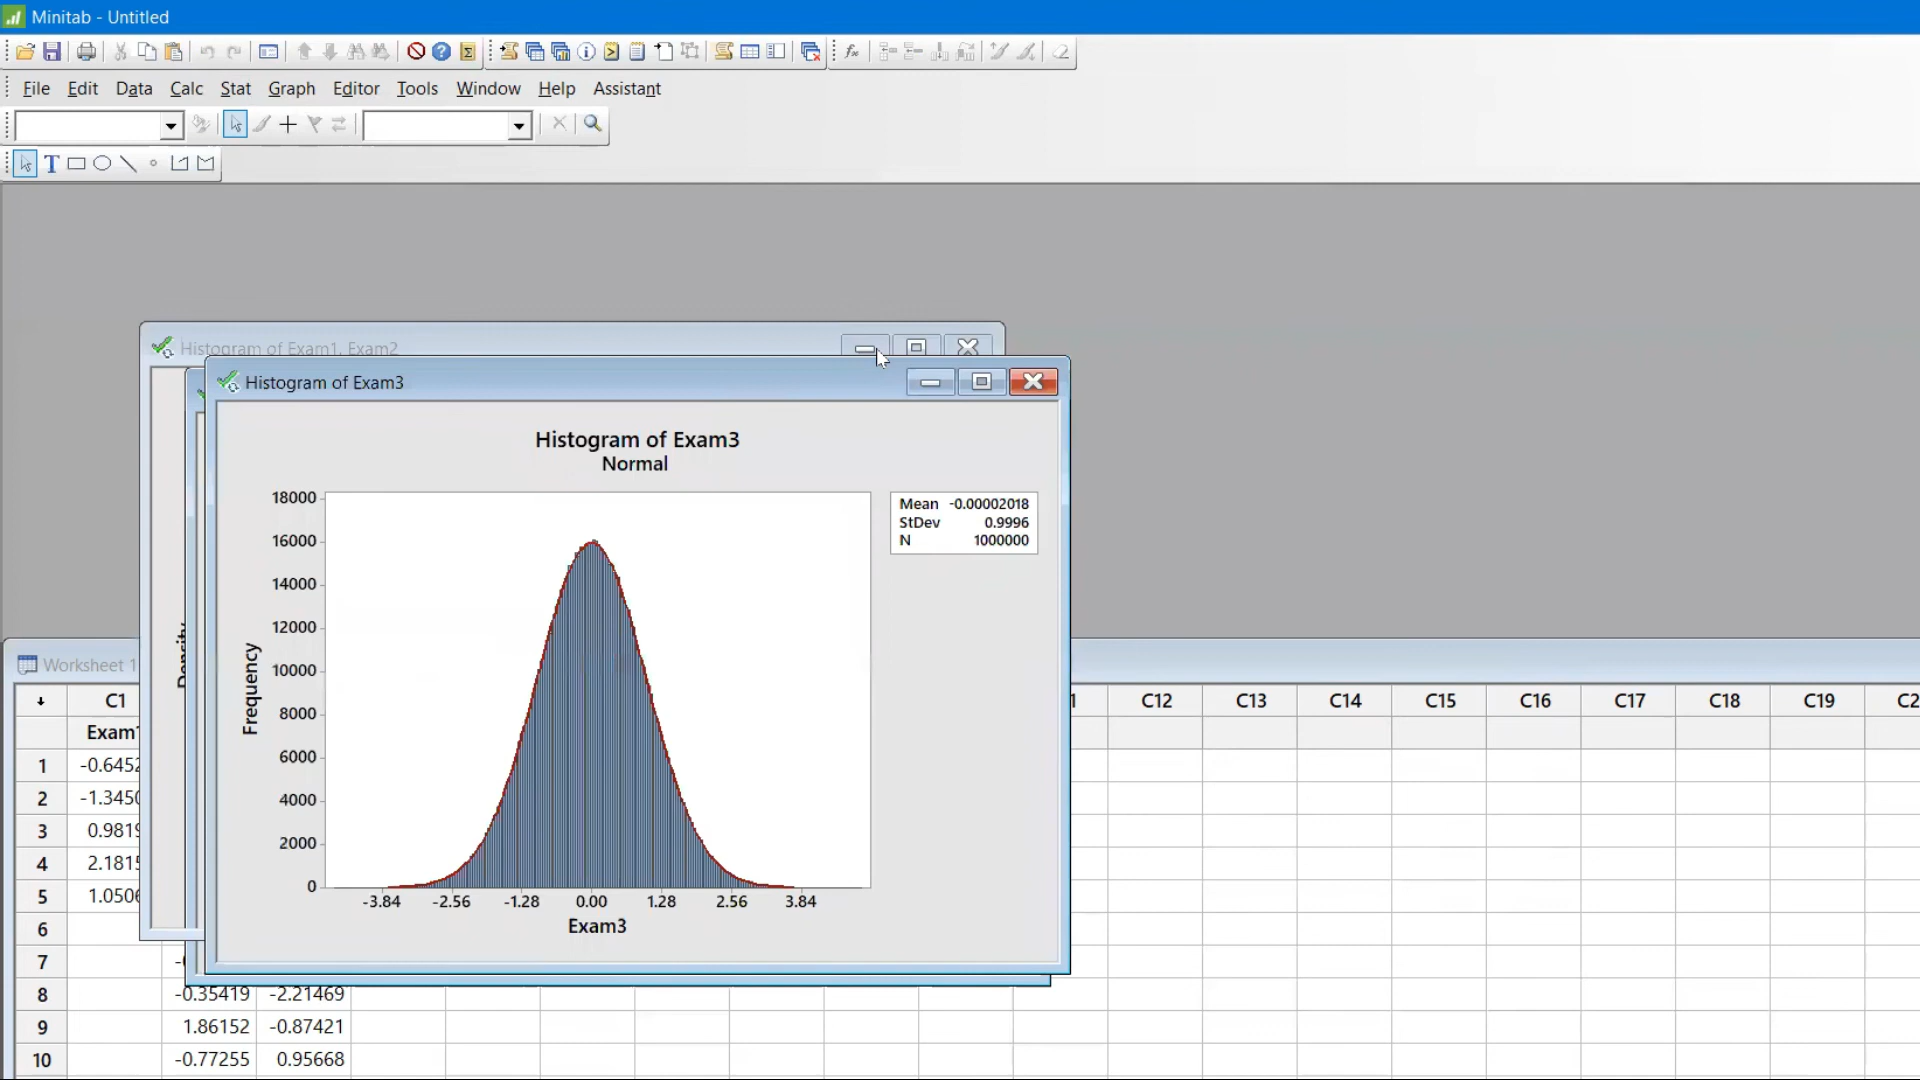 Minitab - Untitled
File Edit Data Calc Stat Graph Editor Tools Window Help Assistant
T
Histogram of Exam1, Exam2
Histogram of Exam3
Histogram of Exam3
Normal
18000
16000
14000
12000
10000
8000
6000
4000
2000
0
Frequency
-3.84 -2.56 -1.28 0.00 1.28 2.56 3.84
Exam3
Mean -0.00002018
StDev 0.9996
N 1000000
Density
Worksheet 1
C1 C12 C13 C14 C15 C16 C17 C18 C19 C2
Exam1
1 -0.6452
2 -1.3450
3 0.9819
4 2.1815
5 1.0506
6
7
8 -0.35419 -2.21469
9 1.86152 -0.87421
10 -0.77255 0.95668